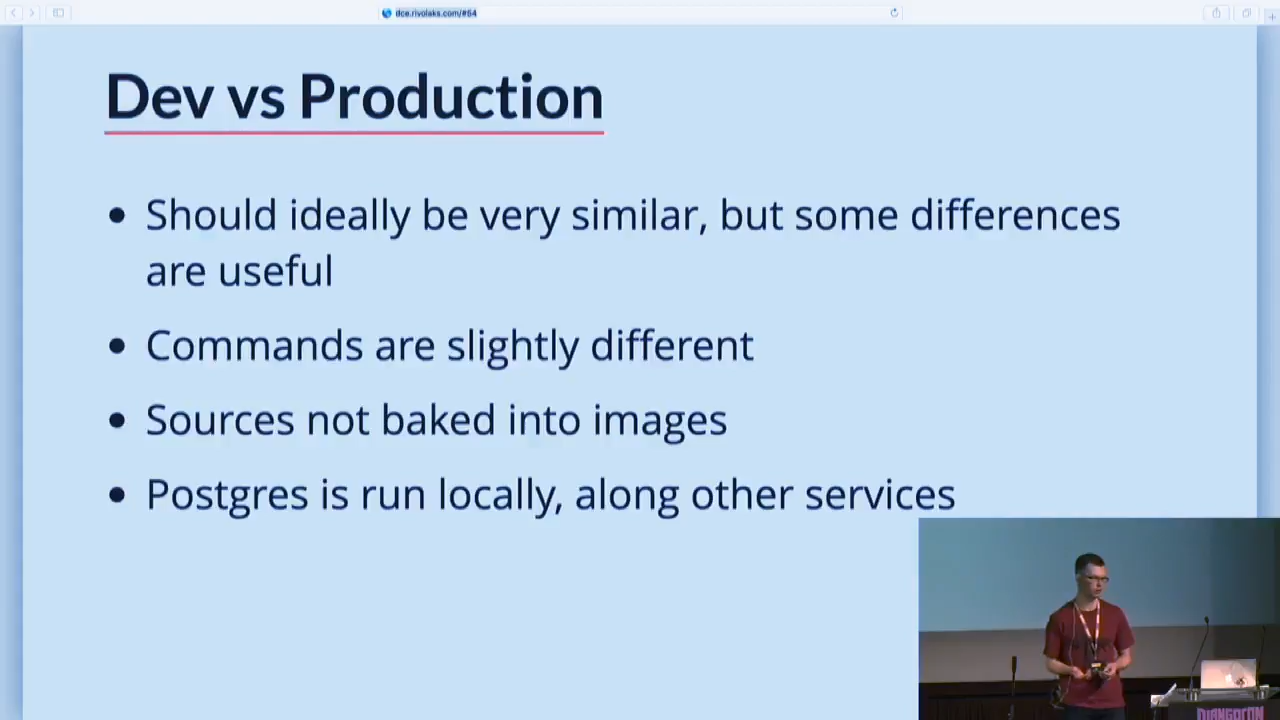 dce.rivolaks.com/#64
Dev vs Production
Should ideally be very similar, but some differences
are useful
Commands are slightly different
Sources not baked into images
Postgres is run locally, along other services
DJANGOCON